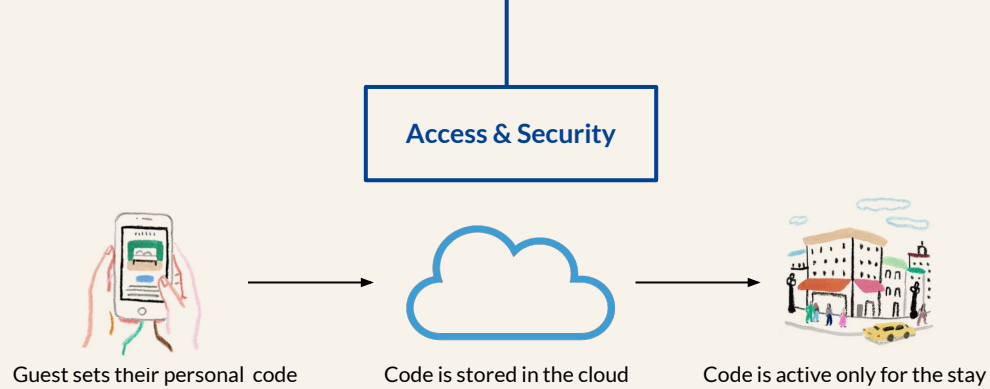 Access & Security
Guest sets their personal code
Code is stored in the cloud
Code is active only for the stay